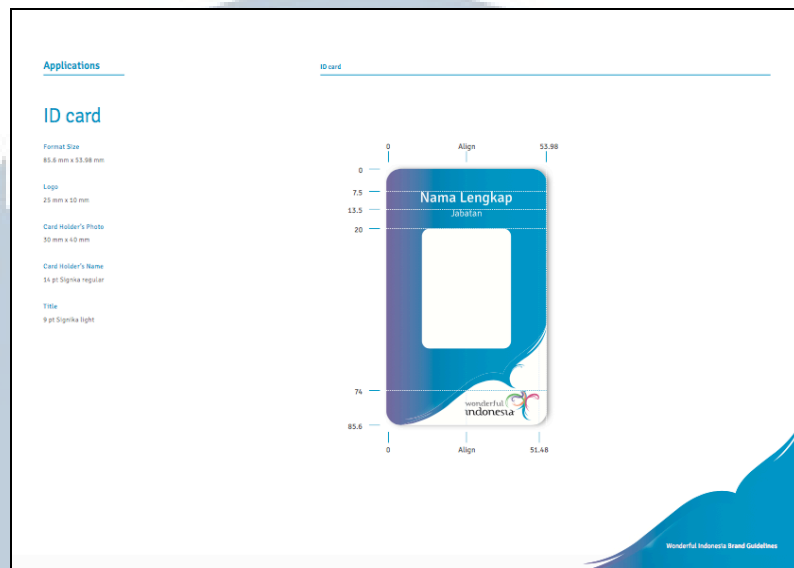 Applications
ID card
ID card
Format Size
85.6 mm x 53.98 mm
Logo
25 mm x 10 mm
Card Holder's Photo
30 mm x 40 mm
Card Holder's Name
14 pt Signka regular
Title
9 pt Signika light
0 Align 53.98
0
7.5
13.5
20
Nama Lengkap
Jabatan
74
85.6
wonderful
indonesia
0 Align 51.48
Wonderful Indonesia Brand Guidelines